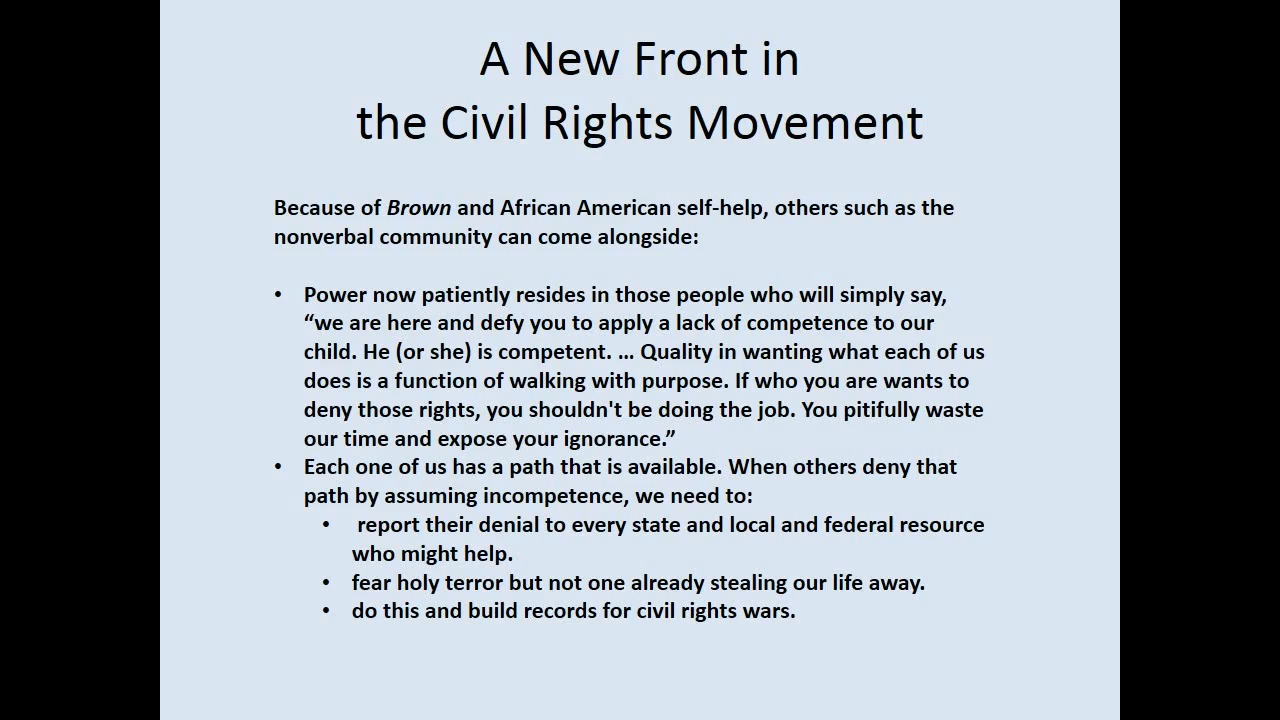 A New Front in
the Civil Rights Movement
Because of Brown and African American self-help, others such as the
nonverbal community can come alongside:
• Power now patiently resides in those people who will simply say,
“we are here and defy you to apply a lack of competence to our
child. He (or she) is competent. ... Quality in wanting what each of us
does is a function of walking with purpose. If who you are wants to
deny those rights, you shouldn't be doing the job. You pitifully waste
our time and expose your ignorance.”
• Each one of us has a path that is available. When others deny that
path by assuming incompetence, we need to:
• report their denial to every state and local and federal resource
who might help.
• fear holy terror but not one already stealing our life away.
• do this and build records for civil rights wars.